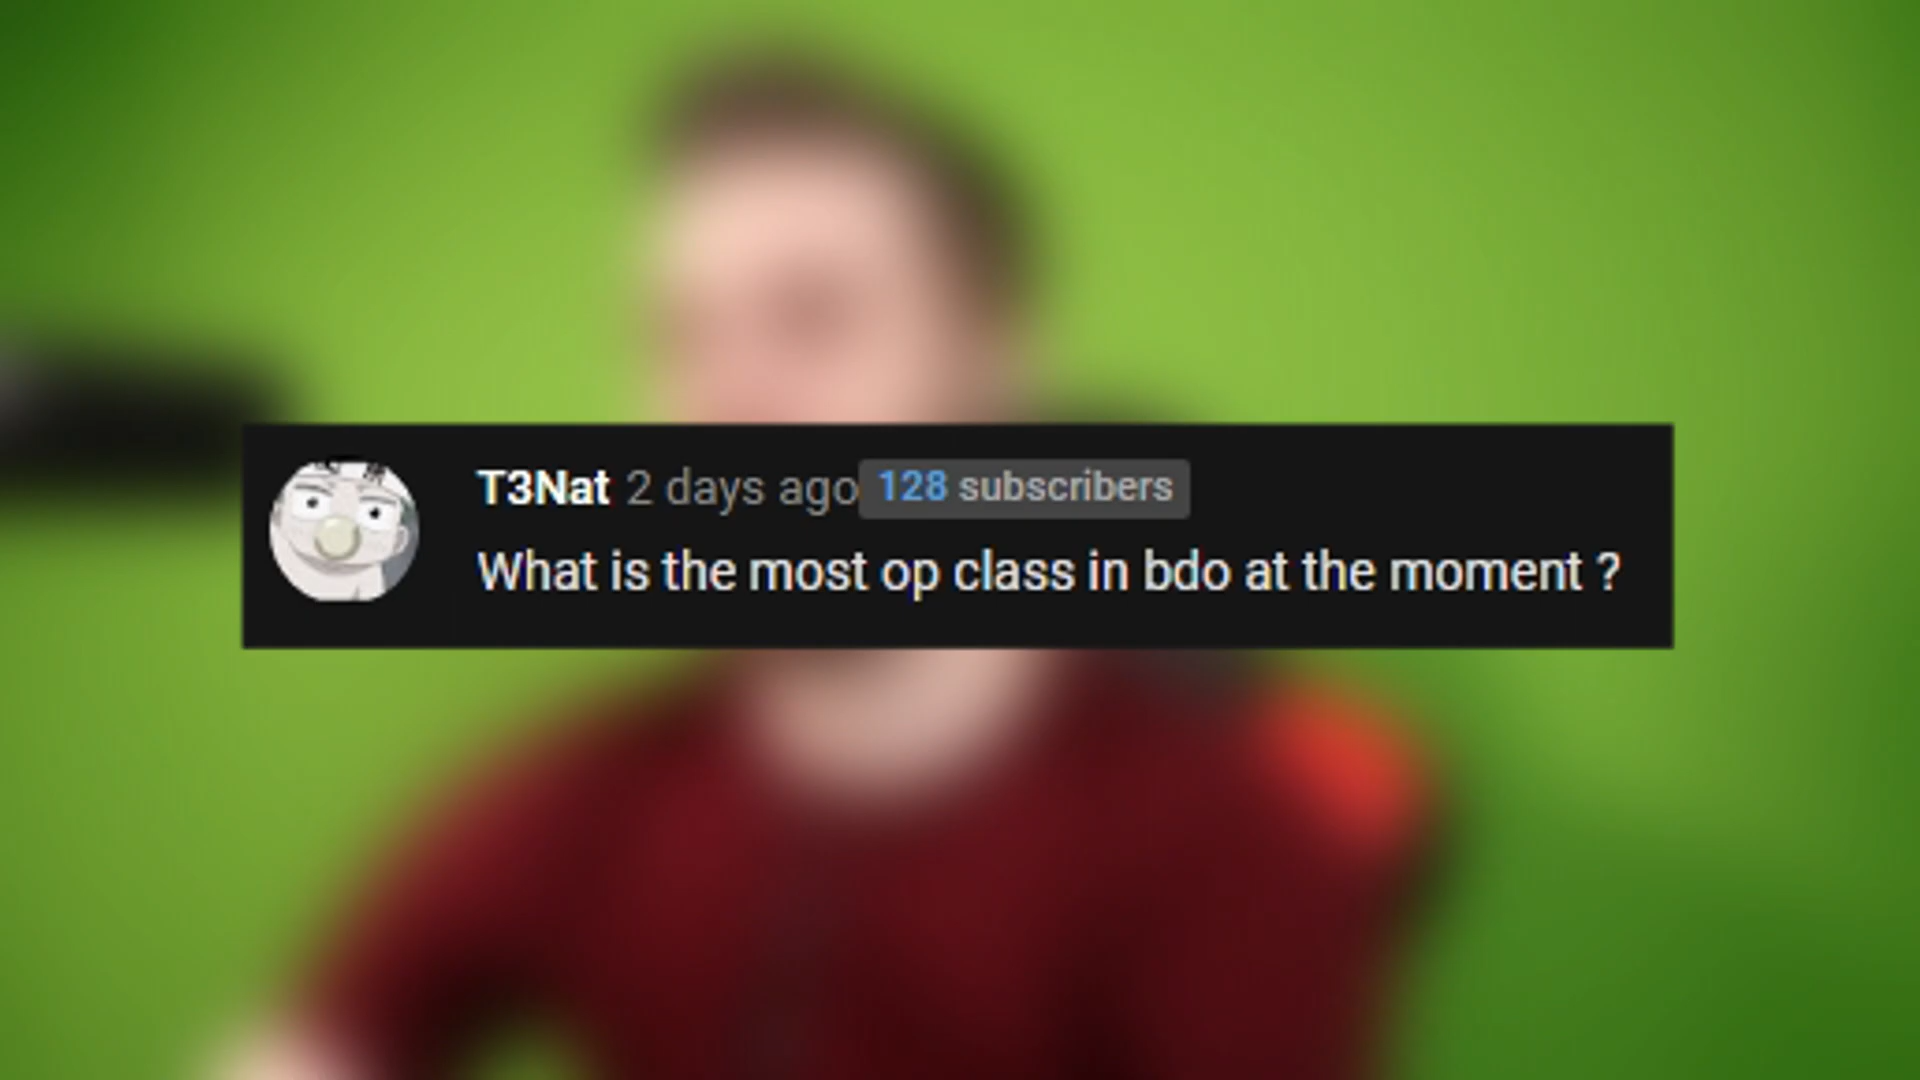 T3Nat 2 days ago 128 subscribers
What is the most op class in bdo at the moment ?